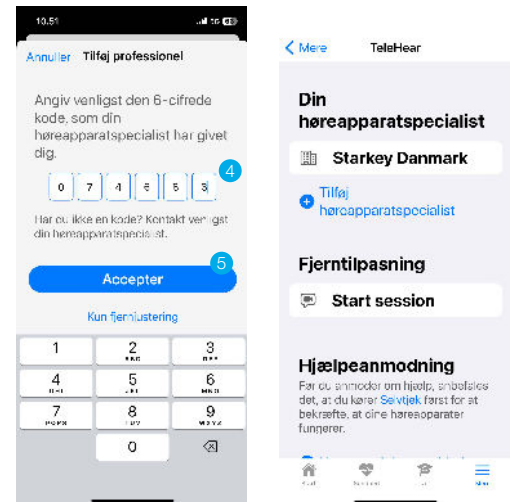 10.51
Annuller Tilføj professionel
Angiv venligst den 6-
cifrede
kode, som din
høreapparatspecialist har givet
dig.
0 7 4 6 5 3
4
Har du ikke en kode? Kontakt venligst
din høreapparatspecialist.
5
Accepter
Kun fjernjustering
1 2 3
4 5 6
7 8 9
0
Mere TeleHear
Din
høreapparatspecialist
Starkey Danmark
Tilføj
høreapparatspecialist
Fjerntilpasning
Start session
Hjælpeanmodning
Før du anmoder om hjælp, anbefales
det, at du kører Selvtjek først for at
bekræfte, at dine høreapparater
fungerer.